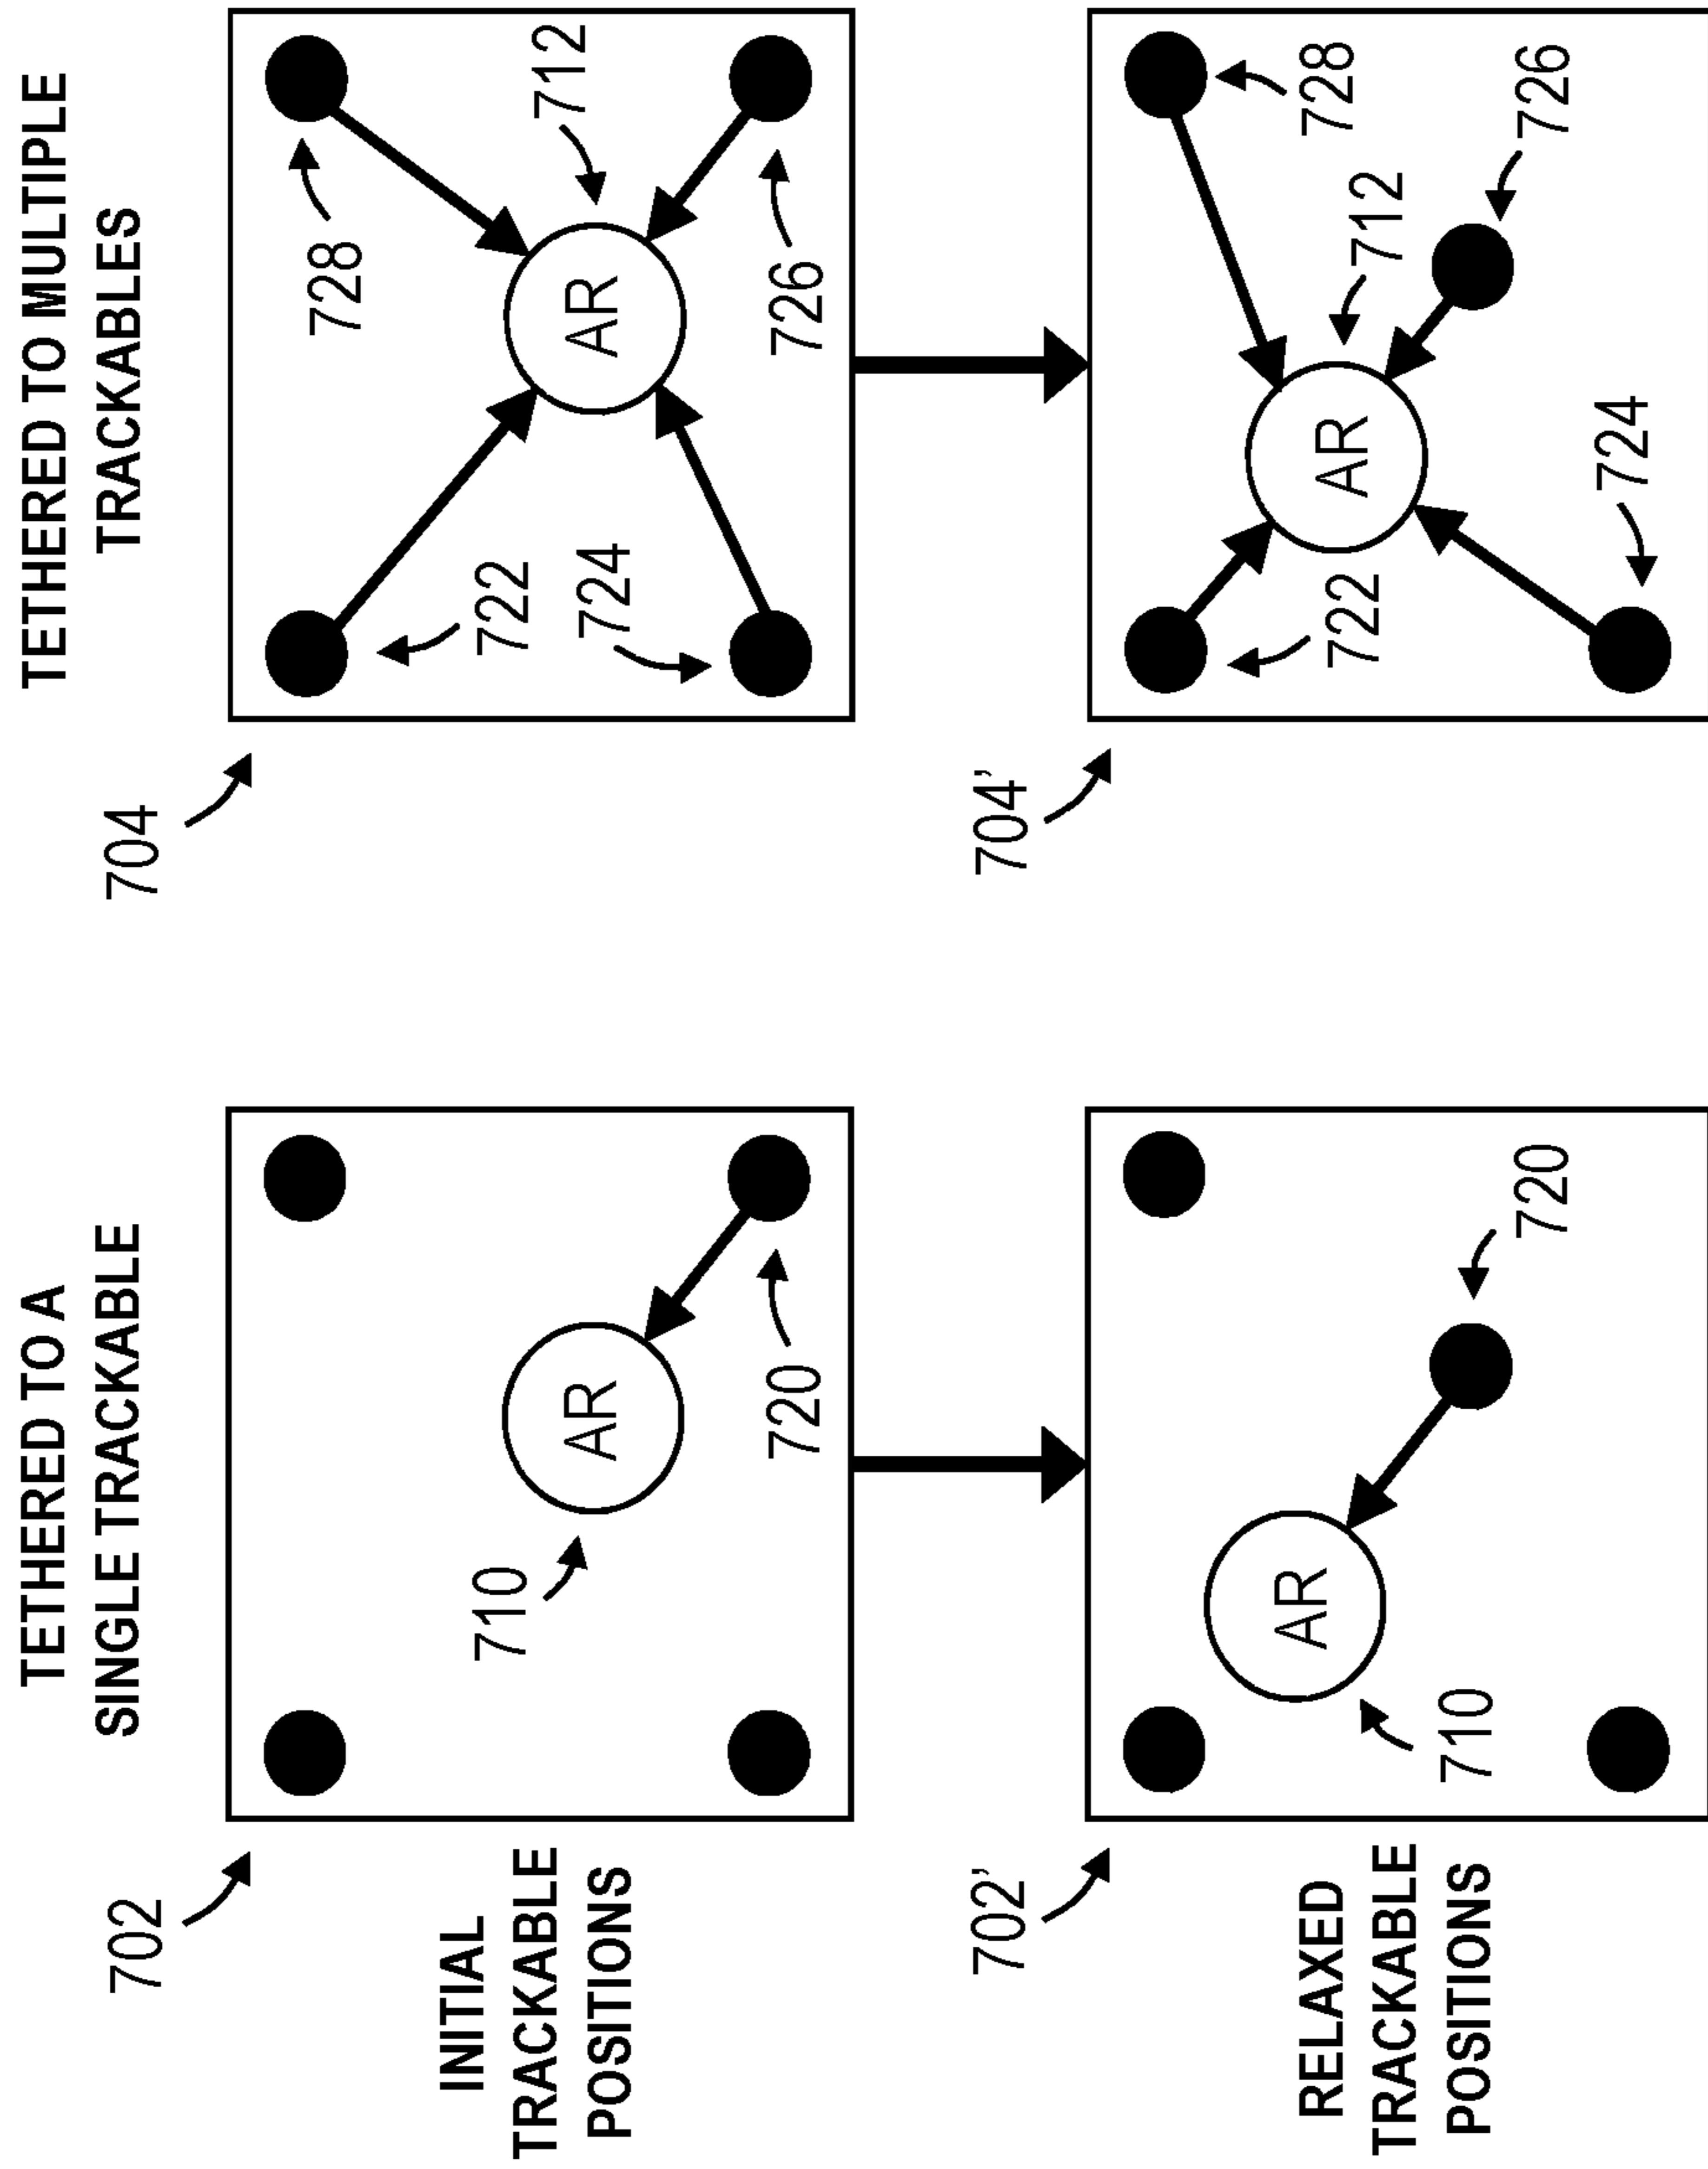 TETHERED TO A
SINGLE TRACKABLE
TETHERED TO MULTIPLE
TRACKABLES
702
704
INITIAL
TRACKABLE
POSITIONS
710
AR
720
728
722
712
AR
724
726
702'
704'
RELAXED
TRACKABLE
POSITIONS
AR
710
720
728
722
712
AR
726
724